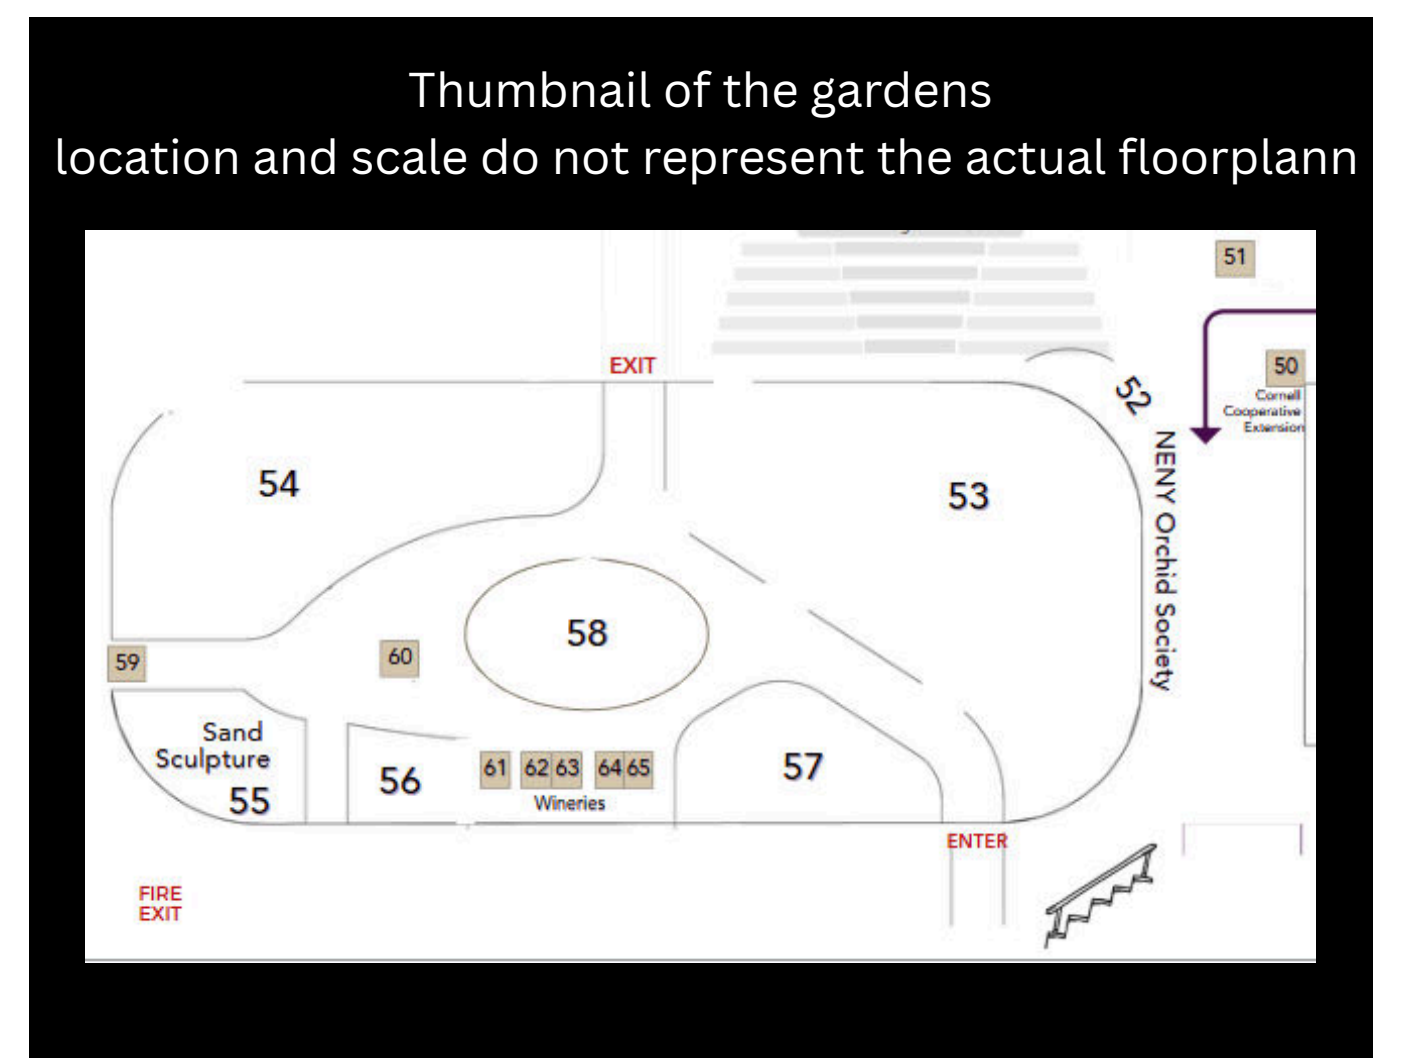 Thumbnail of the gardens
location and scale do not represent the actual floorplann
51
EXIT
50
Cornell
Cooperative
Extension
52
NENY Orchid Society
54
53
58
59
60
Sand
Sculpture
55
56
61 62 63 64 65
Wineries
57
ENTER
FIRE
EXIT